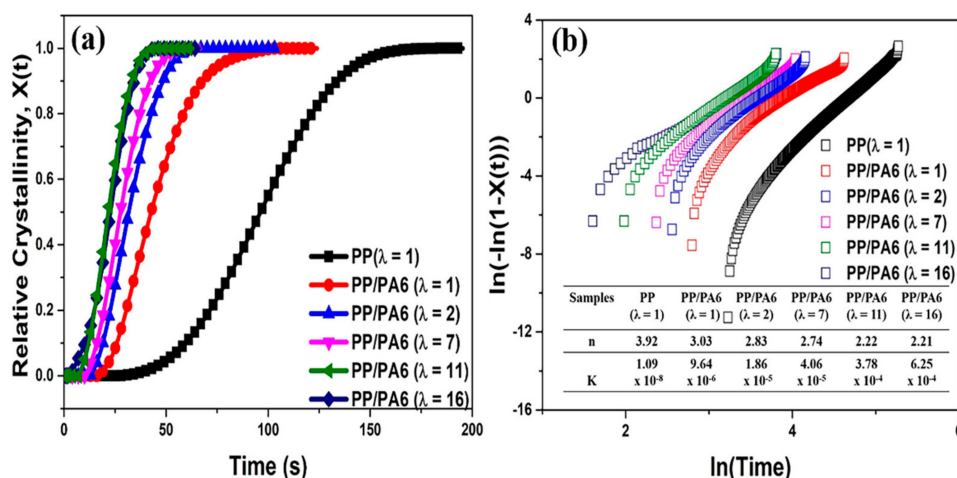 (a)
Relative Crystallinity, X(t)
1.0
0.8
0.6
0.4
0.2
0.0
PP(λ = 1)
PP/PA6 (λ = 1)
PP/PA6 (λ = 2)
PP/PA6 (λ = 7)
PP/PA6 (λ = 11)
PP/PA6 (λ = 16)
0 50 100 150 200
Time (s)
(b)
ln(-ln(1-X(t)))
4
0
-4
-8
-12
-16
PP(λ = 1)
PP/PA6 (λ = 1)
PP/PA6 (λ = 2)
PP/PA6 (λ = 7)
PP/PA6 (λ = 11)
PP/PA6 (λ = 16)
Samples PP PP/PA6 PP/PA6 PP/PA6 PP/PA6 PP/PA6
(λ = 1) (λ = 1) (λ = 2) (λ = 7) (λ = 11) (λ = 16)
n 3.92 3.03 2.83 2.74 2.22 2.21
1.09 9.64 1.86 4.06 3.78 6.25
K x 10-8 x 10-6 x 10-5 x 10-5 x 10-4 x 10-4
2 4 6
ln(Time)